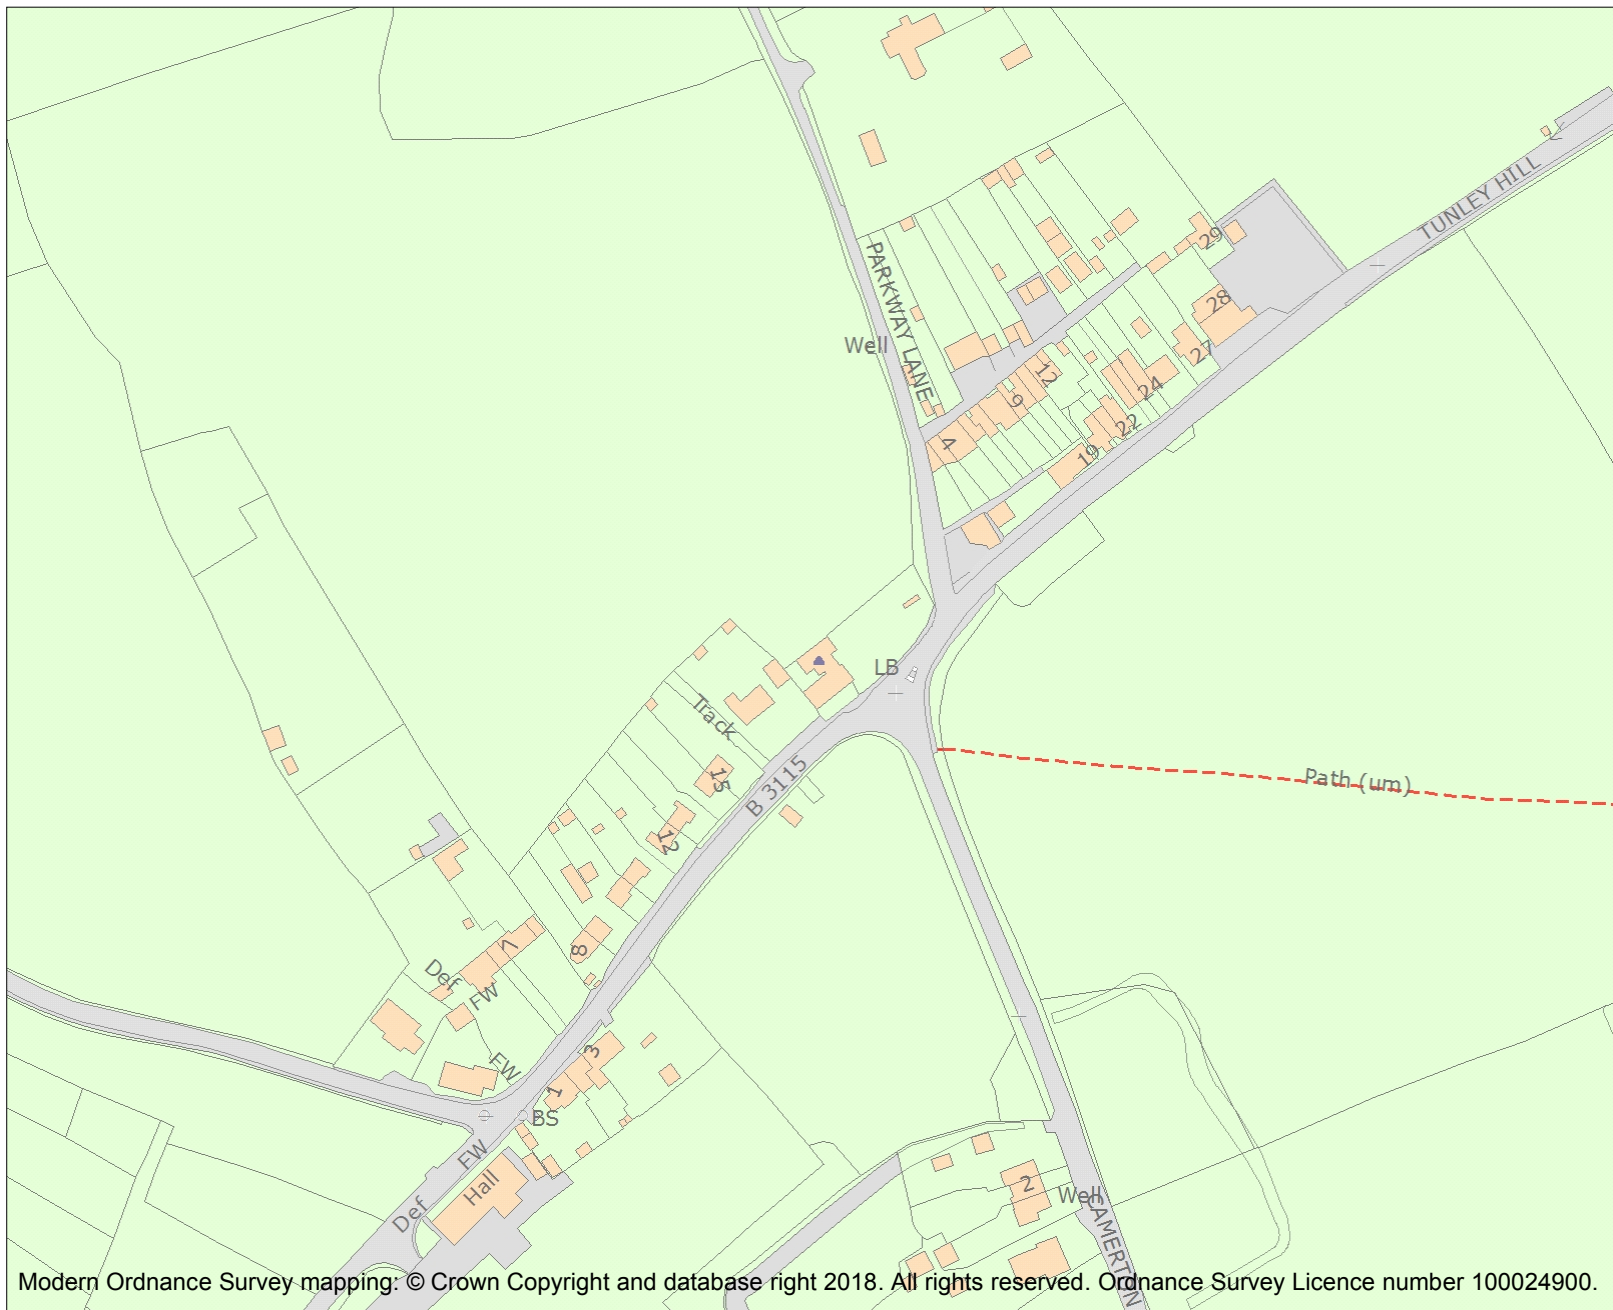 TUNLEY HILL
29
PARKWAY LANE
28
Well
27
12
24
9
22
4
19
LB
Track
15
B 3115
Path (um)
12
7
8
Def
FW
3
FW
1
BS
FW
Hall
2
Well
Def
CAMERTON
Modern Ordnance Survey mapping: © Crown Copyright and database right 2018. All rights reserved. Ordnance Survey Licence number 100024900.